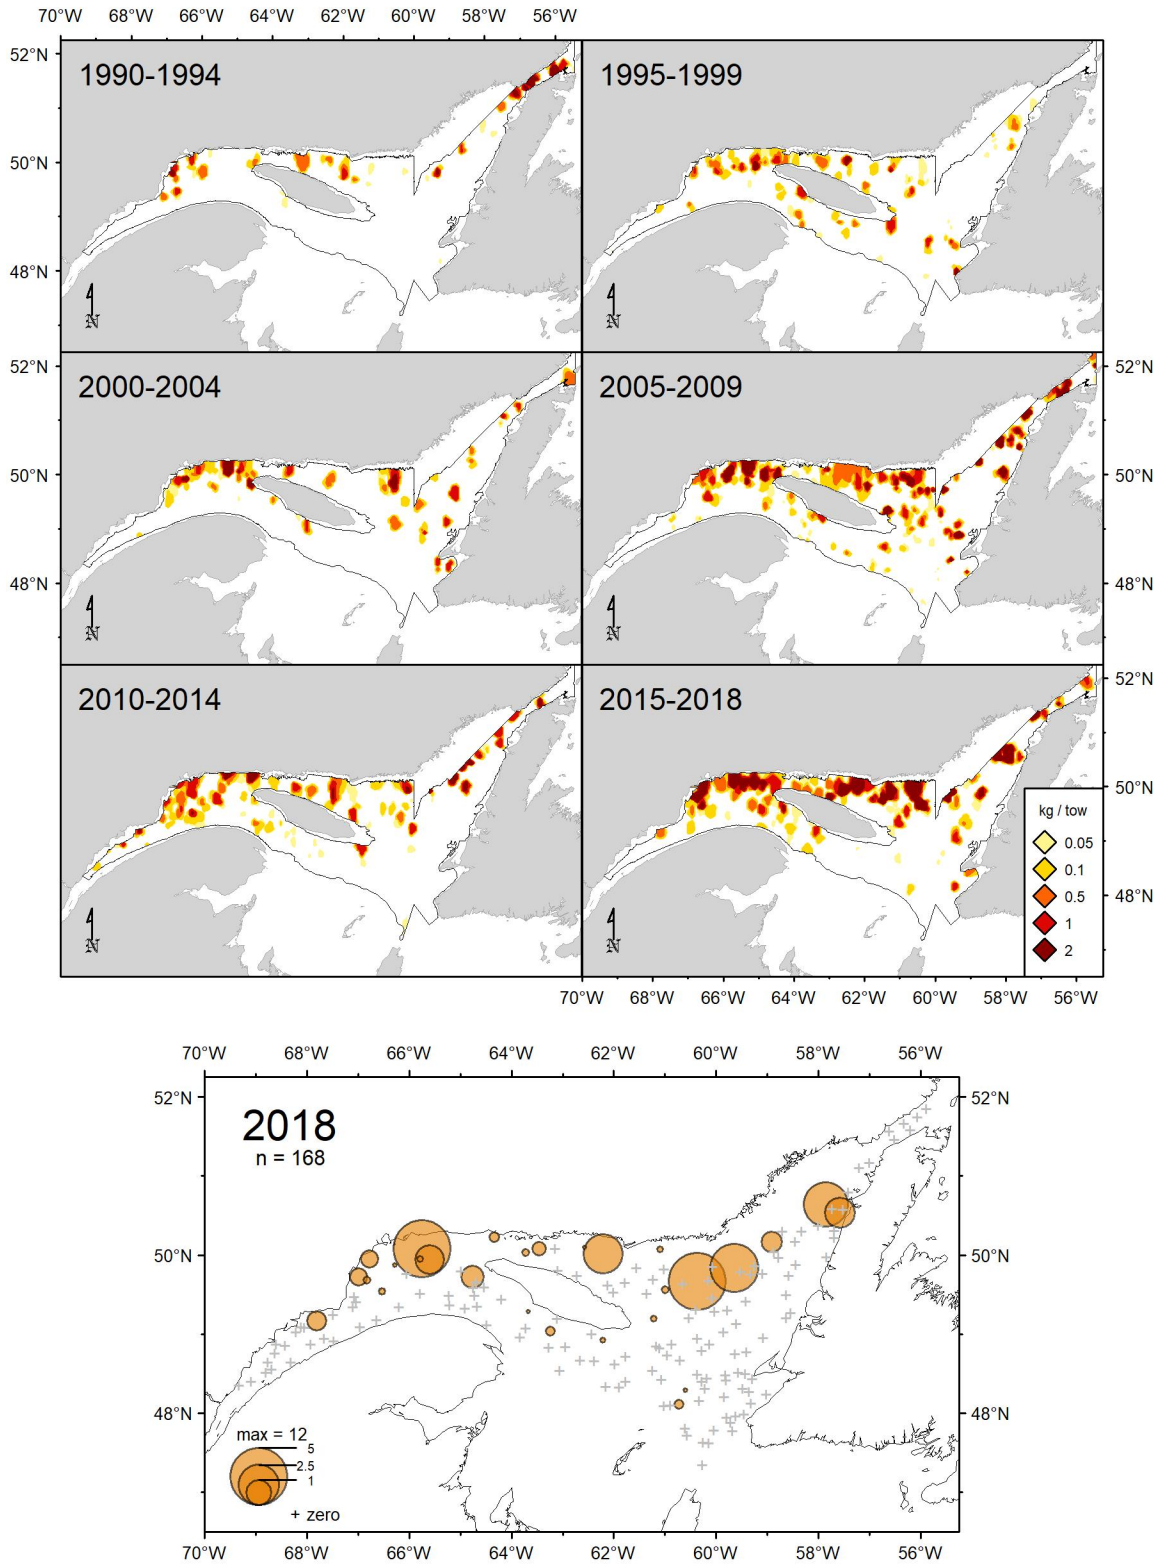 70°W 68°W 66°W 64°W 62°W 60°W 58°W 56°W
52°N
1990-1994
1995-1999
50°N
48°N
N
N
52°N
2000-2004
2005-2009
52°N
50°N
50°N
48°N
48°N
N
N
2010-2014
2015-2018
52°N
50°N
kg / tow
0.05
0.1
0.5
1
2
48°N
N
N
70°W 68°W 66°W 64°W 62°W 60°W 58°W 56°W
70°W 68°W 66°W 64°W 62°W 60°W 58°W 56°W
52°N
52°N
2018
n = 168
50°N
50°N
48°N
48°N
max = 12
5
2.5
1
+ zero
70°W 68°W 66°W 64°W 62°W 60°W 58°W 56°W